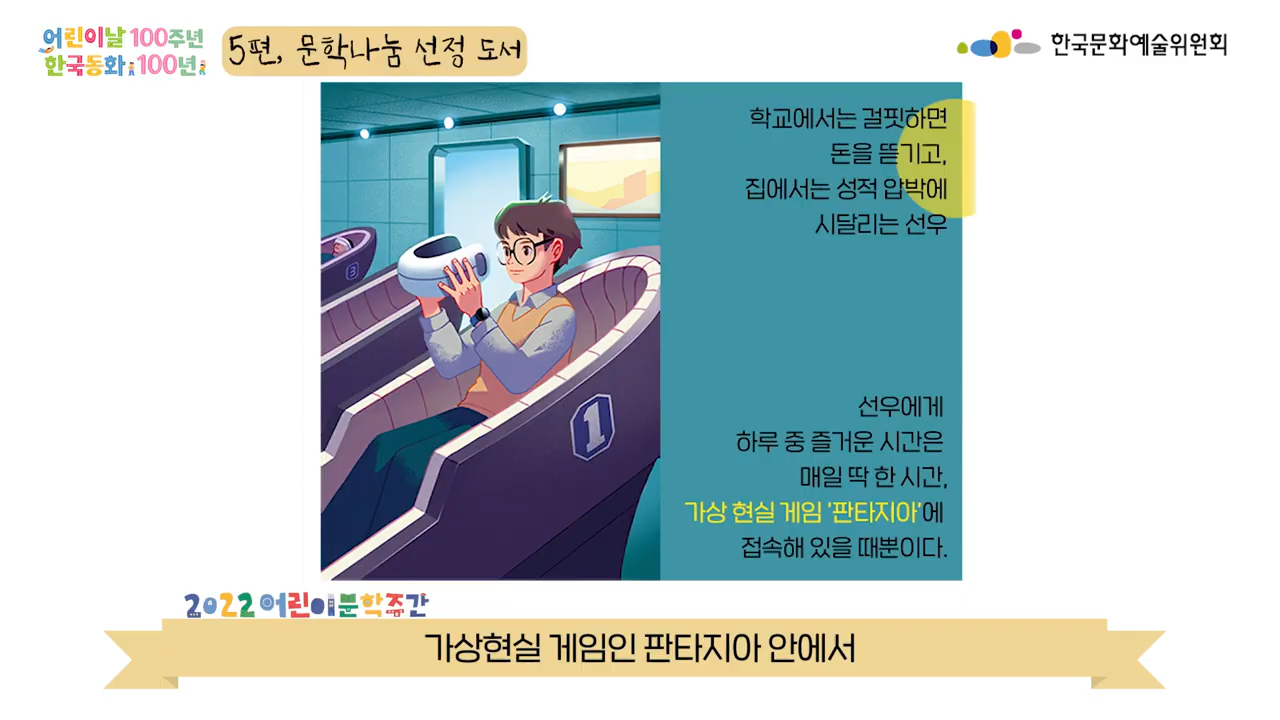 어린이날 100주년
한국동화 100년
5편, 문학나눔 선정 도서
한국문화예술위원회
학교에서는 걸핏하면
돈을 뜯기고,
집에서는 성적 압박에
시달리는 선우
3
1
선우에게
하루 중 즐거운 시간은
매일 딱 한 시간,
가상 현실 게임 '판타지아'에
접속해 있을 때뿐이다.
2022 어린이문학주간
가상현실 게임인 판타지아 안에서